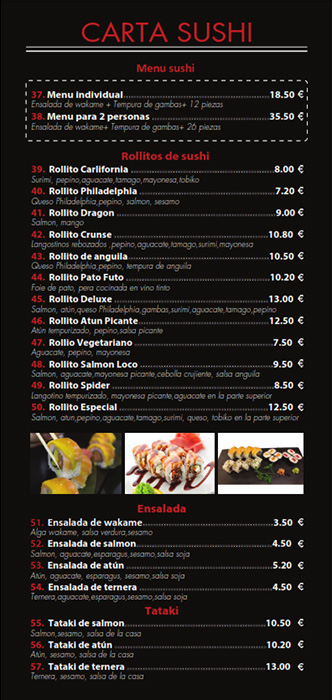 CARTA SUSHI
Menu sushi
37. Menu individual 18.50 €
Ensalada de wakame + Tempura de gambas+ 12 piezas
38. Menu para 2 personas 35.50 €
Ensalada de wakame+ Tempura de gambas+ 26 piezas
Rollitos de sushi
39. Rollito Carlifornia 8.00 €
Surimi, pepino,aguacate,tamago,mayonesa,tobiko
40. Rollito Philadelphia 7.20 €
Queso Philadelphia,pepino, salmon, sesamo
41. Rollito Dragon 9.00 €
Salmon, mango
42. Rollito Crunse 10.80 €
Langostinos rebozados ,pepino,aguacate,tamago,surimi,mayonesa
43. Rollito de anguila 10.50 €
Queso Philadelphia,pepino, tempura de anguila
44. Rollito Pato Futo 10.20 €
Foie de pato, pera cocinada en vino tinto
45. Rollito Deluxe 13.00 €
Salmon, atún,queso Philadelphia,gambas,surimi,aguacate,tamago,pepino
46. Rollito Atun Picante 12.50 €
Atún tempurizado, pepino,salsa picante
47. Rollio Vegetariano 7.50 €
Aguacate, pepino, mayonesa
48. Rollito Salmon Loco 9.50 €
Salmon, aguacate,mayonesa picante,cebolla crujiente, salsa anguila
49. Rollito Spider 8.50 €
Langotino tempurizado, mayonesa picante,aguacate en la parte superior
50. Rollito Especial 12.50 €
Salmon, atun,pepino,aguacate,tamago,surimi, queso, tobiko en la parte superior
Ensalada
51. Ensalada de wakame 3.50 €
Alga wakame, salsa verdura,sesamo
52. Ensalada de salmon 4.50 €
Salmon, aguacate,esparragus,sesamo,salsa soja
53. Ensalada de atún 5.20 €
Atún, aguacate, esparragus, sesamo,salsa soja
54. Ensalada de ternera 4.50 €
Ternera,aguacate,esparragus,sesamo,salsa soja
Tataki
55. Tataki de salmon 10.50 €
Salmon,sesamo, salsa de la casa
56. Tataki de atún 10.20 €
Atún, sesamo, salsa de la casa
57. Tataki de ternera 13.00 €
Ternera, sesamo, salsa de la casa